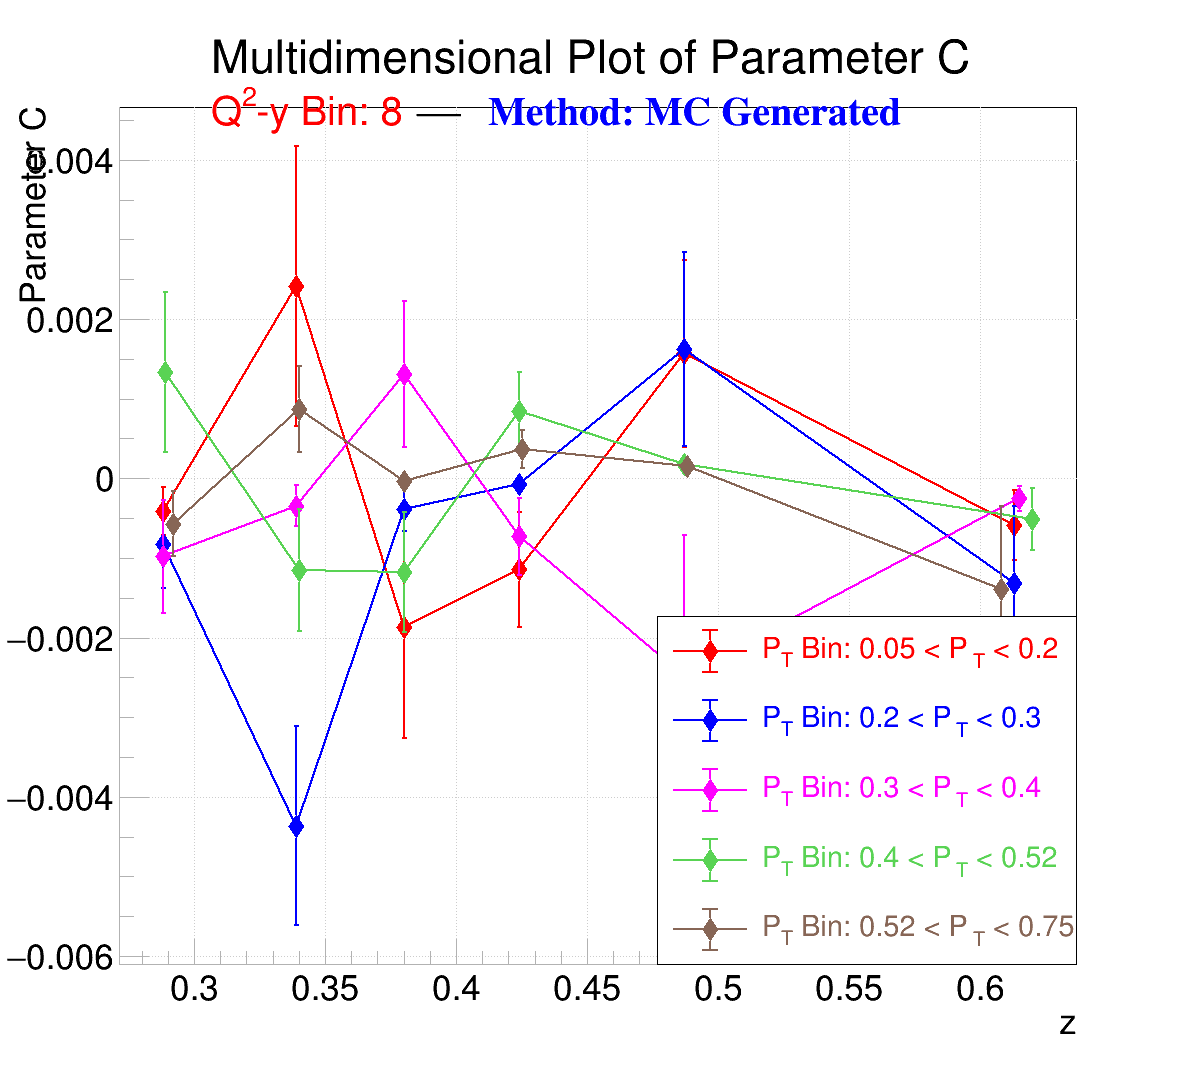 Multidimensional Plot of Parameter C
Q2-y Bin: 8 — Method: MC Generated
Parameter C
0.004
0.002
0
−0.002
−0.004
−0.006
PT Bin: 0.05 < PT < 0.2
PT Bin: 0.2 < PT < 0.3
PT Bin: 0.3 < PT < 0.4
PT Bin: 0.4 < PT < 0.52
PT Bin: 0.52 < PT < 0.75
0.3 0.35 0.4 0.45 0.5 0.55 0.6
z